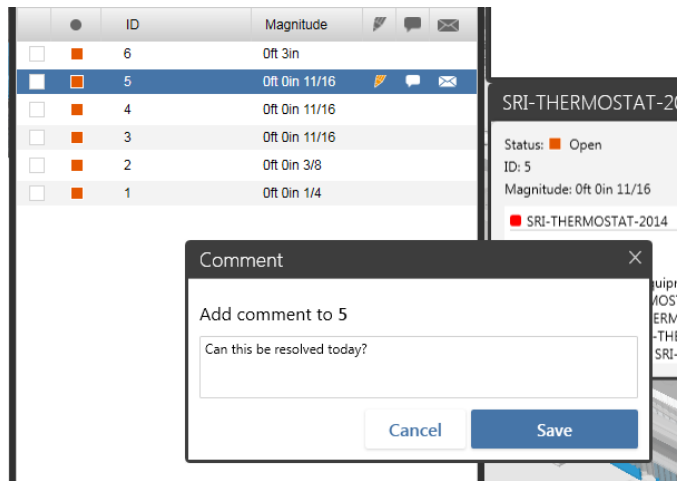 ID Magnitude
6 0ft 3in
5 0ft 0in 11/16
4 0ft 0in 11/16
3 0ft 0in 11/16
2 0ft 0in 3/8
1 0ft 0in 1/4
SRI-THERMOSTAT-20
Status: Open
ID: 5
Magnitude: 0ft 0in 11/16
SRI-THERMOSTAT-2014
Comment
Add comment to 5
Can this be resolved today?
Cancel Save